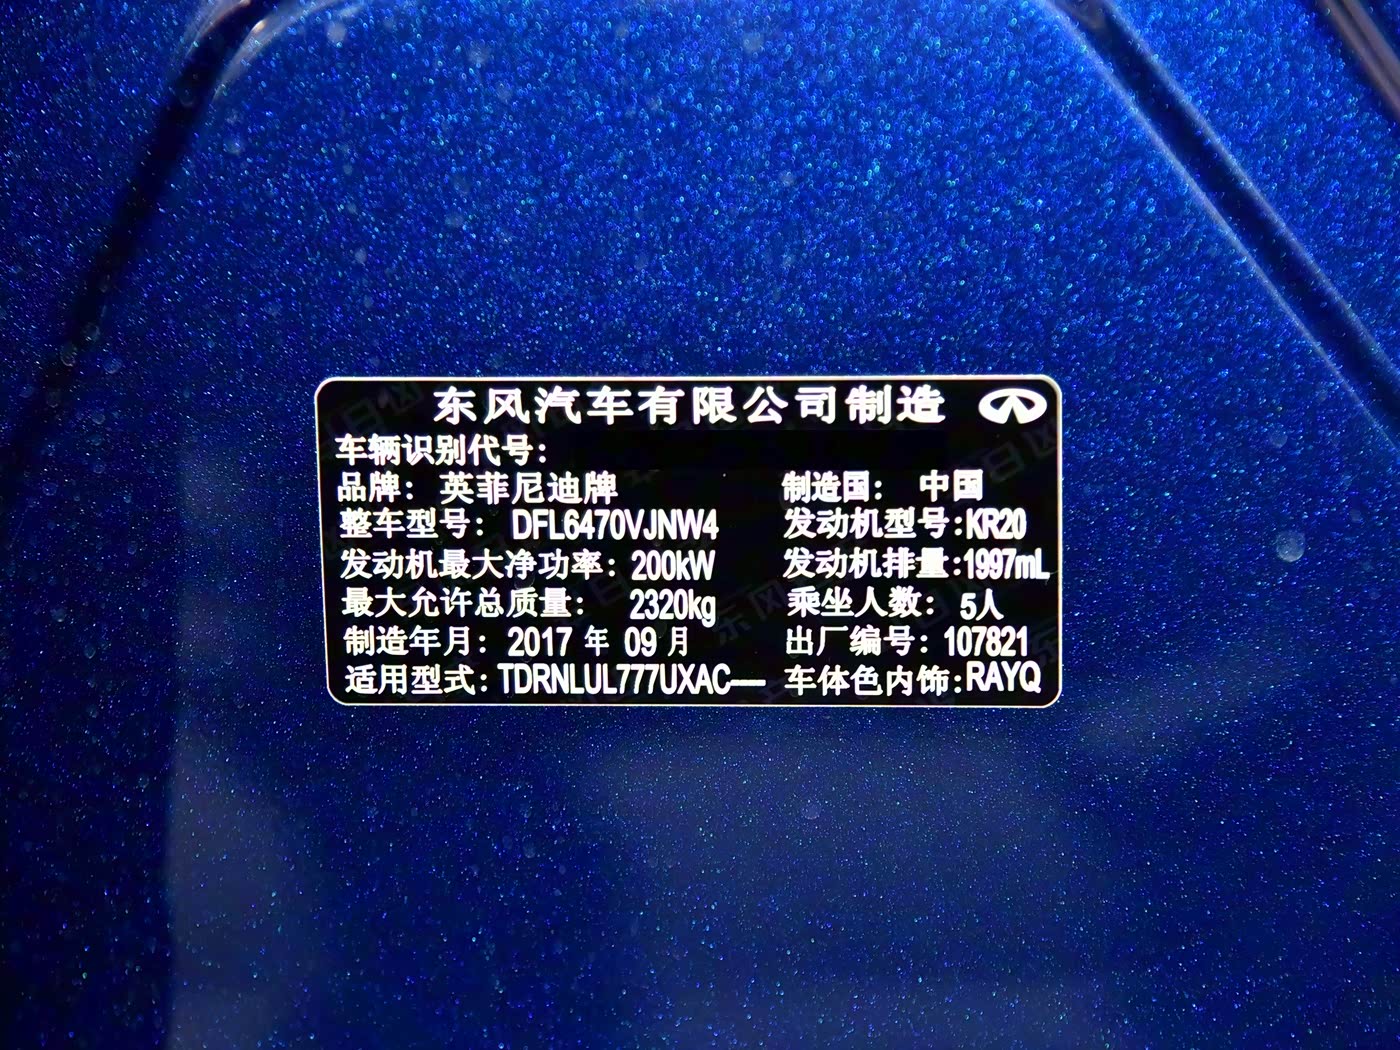 东风汽车有限公司制造
车辆识别代号:
品牌: 英菲尼迪牌 制造国: 中国
整车型号: DFL6470VJNW4 发动机型号:KR20
发动机最大净功率: 200kW 发动机排量:1997mL
最大允许总质量: 2320kg 乘坐人数: 5人
制造年月: 2017 年 09 月 出厂编号: 107821
适用型式: TDRNLUL777UXAC---- 车体色内饰:RAYQ